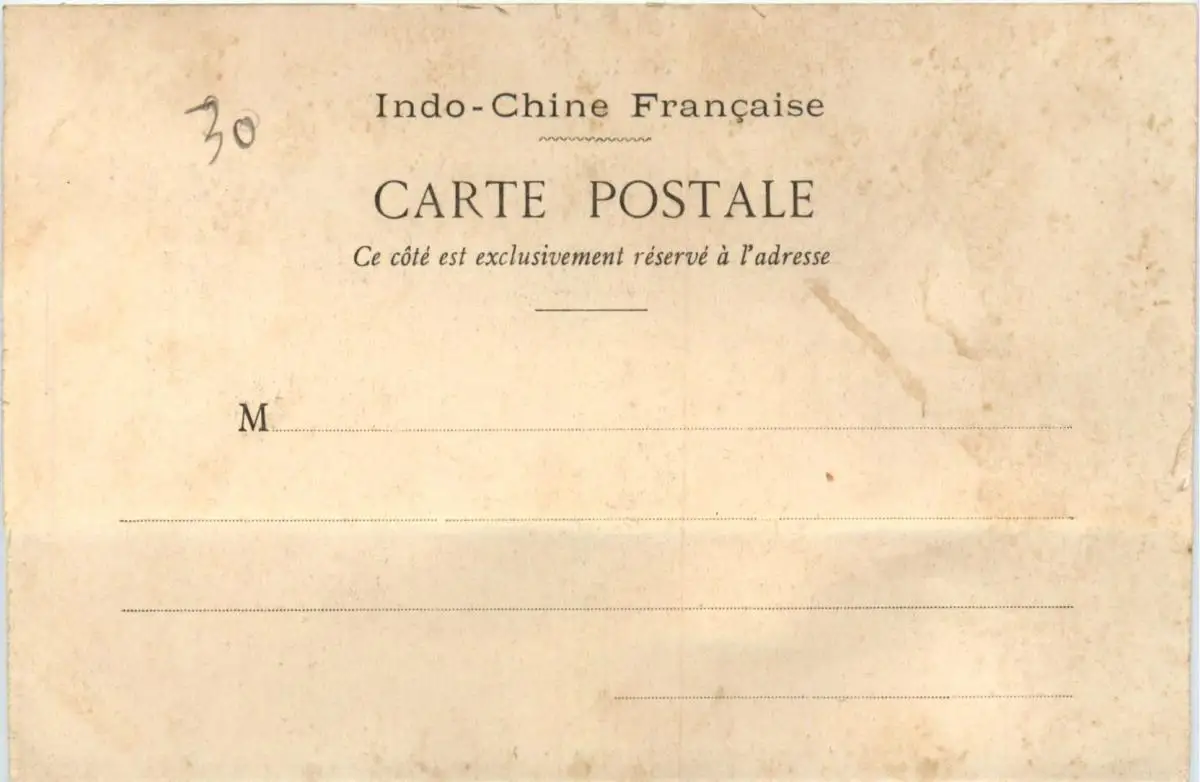 30
Indo-Chine Française
CARTE POSTALE
Ce côté est exclusivement réservé à l'adresse
M